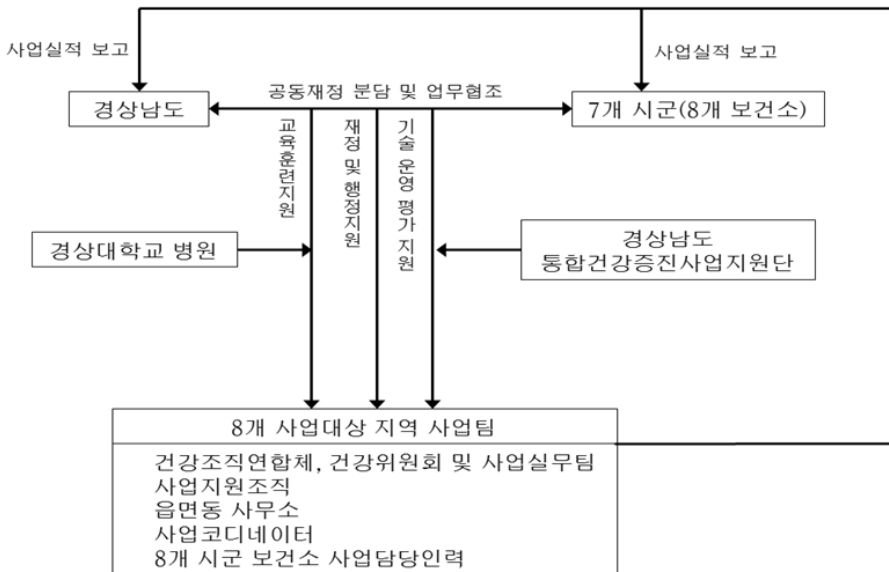 사업실적 보고
사업실적 보고
공동재정 분담 및 업무협조
경상남도
7개 시군(8개 보건소)
교육훈련지원
재정 및 행정지원
기술 운영 평가 지원
경상대학교 병원
경상남도
통합건강증진사업지원단
8개 사업대상 지역 사업팀
건강조직연합체, 건강위원회 및 사업실무팀
사업지원조직
읍면동 사무소
사업코디네이터
8개 시군 보건소 사업담당인력